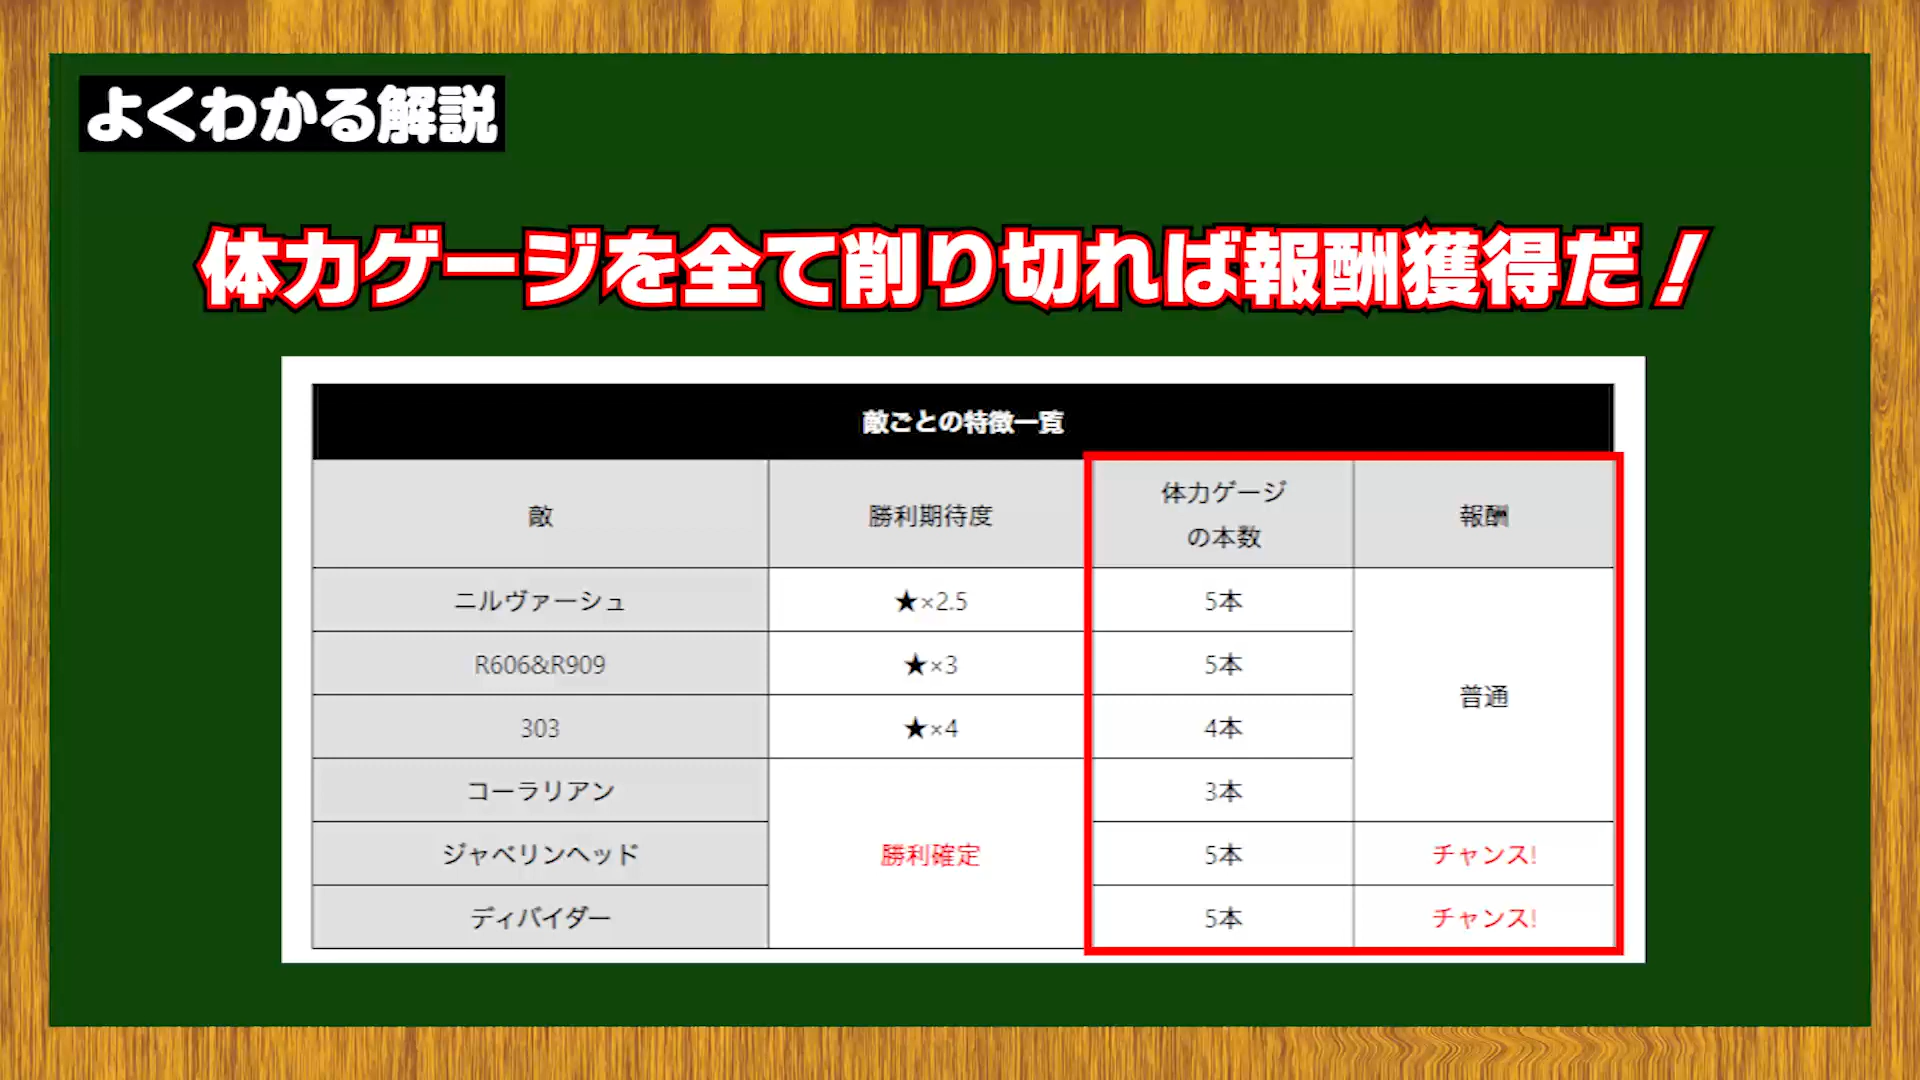 よくわかる解説
体力ゲージを全て削り切れば報酬獲得だ！
敵ごとの特徴一覧
敵 勝利期待度 体力ゲージ の本数 報酬
ニルヴァーシュ ★×2.5 5本
R606&R909 ★×3 5本
普通
303 ★×4 4本
コーラリアン 3本
ジャベリンヘッド 勝利確定 5本 チャンス!
ディバイダー 5本 チャンス!